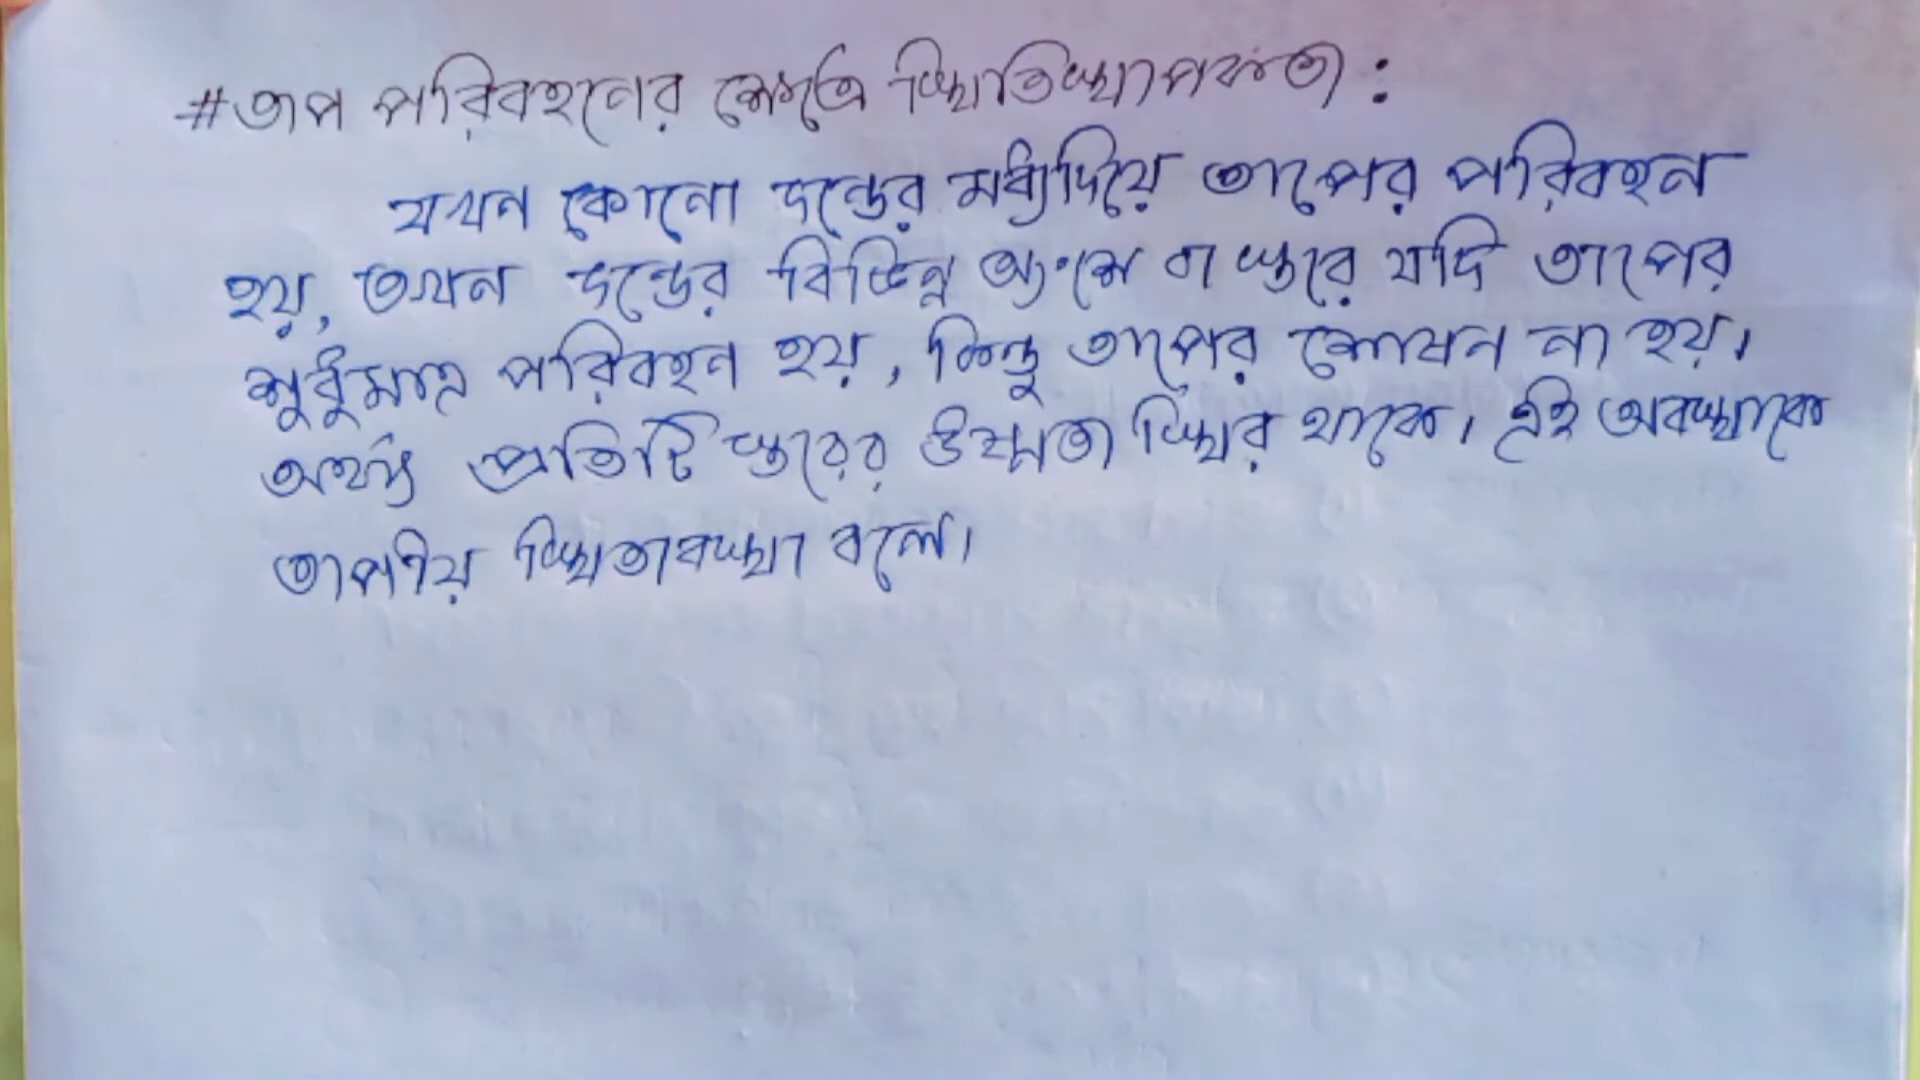 #তাপ পরিবহনের ক্ষেত্রে স্থিতিস্থাপকতা :
যখন কোনো দন্ডের মধ্যদিয়ে তাপের পরিবহন
হয়, তখন দন্ডের বিভিন্ন অংশে বা স্তরে যদি তাপের
শুধুমাত্র পরিবহন হয়, কিন্তু তাপের শোষন না হয়।
অর্থাৎ প্রতিটি স্তরের উষ্মতা স্থির থাকে। এই অবস্থাকে
তাপীয় স্থিতাবস্থা বলে।